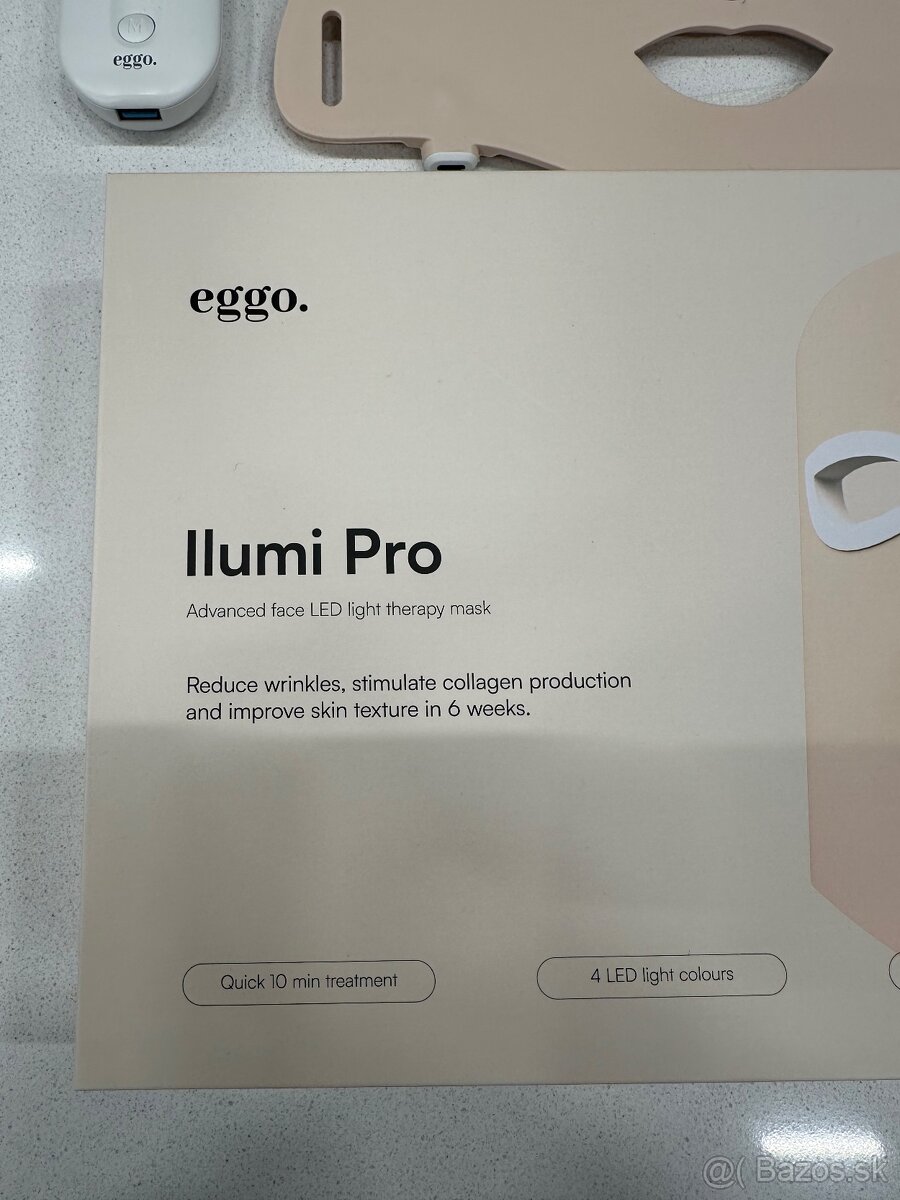 M
eggo.
eggo.
Ilumi Pro
Advanced face LED light therapy mask
Reduce wrinkles, stimulate collagen production
and improve skin texture in 6 weeks.
Quick 10 min treatment
4 LED light colours
@( Bazos.sk